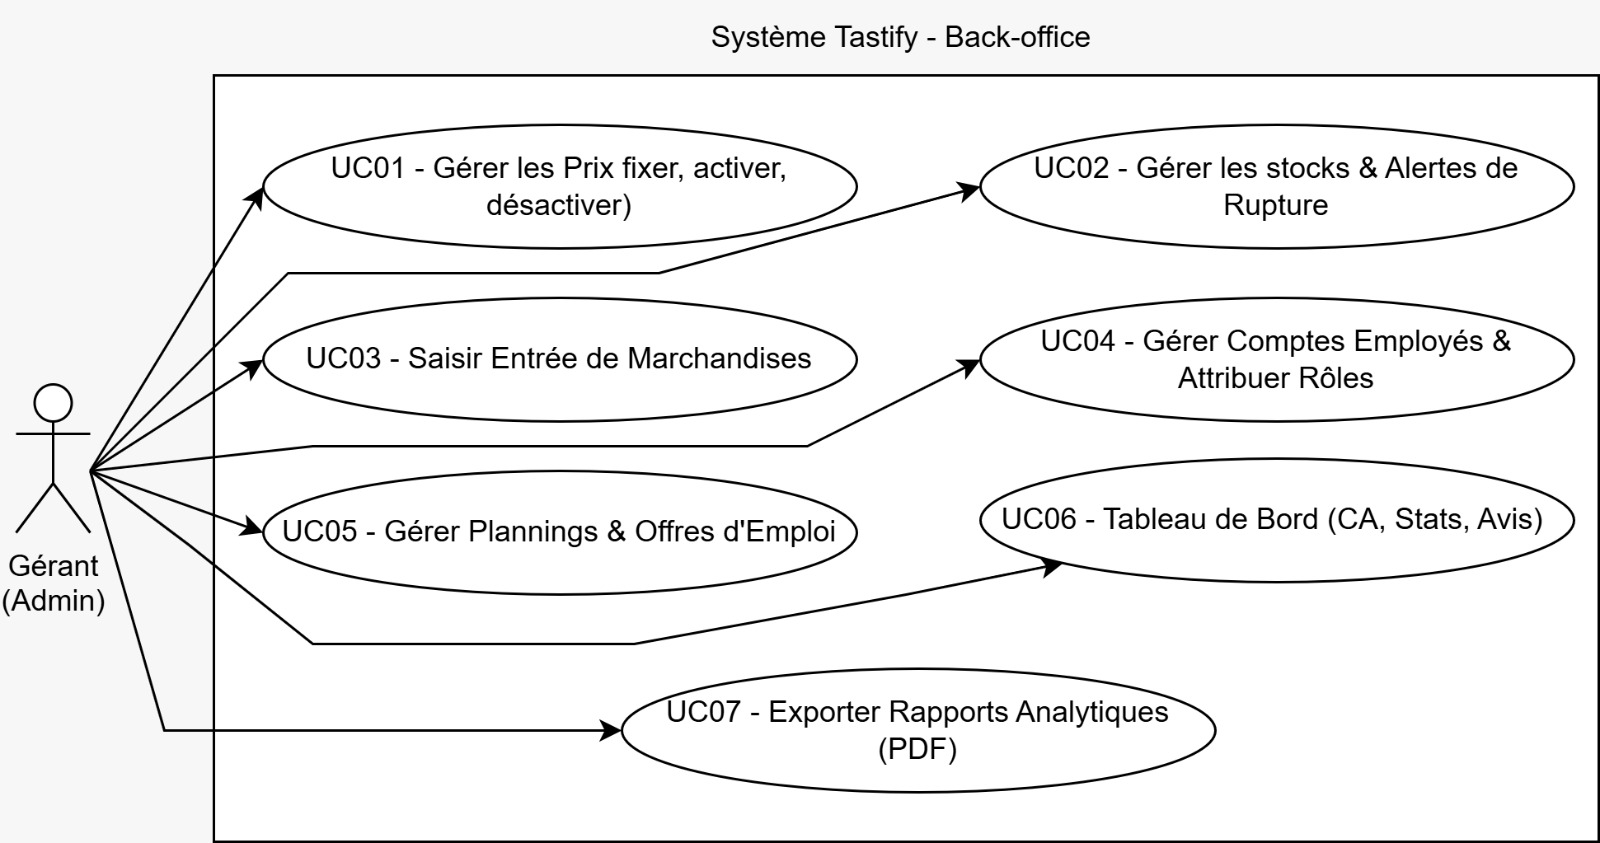 Système Tastify - Back-office
UC01 - Gérer les Prix fixer, activer,
désactiver)
UC02 - Gérer les stocks & Alertes de
Rupture
UC03 - Saisir Entrée de Marchandises
UC04 - Gérer Comptes Employés &
Attribuer Rôles
UC05 - Gérer Plannings & Offres d'Emploi
UC06 - Tableau de Bord (CA, Stats, Avis)
Gérant
(Admin)
UC07 - Exporter Rapports Analytiques
(PDF)